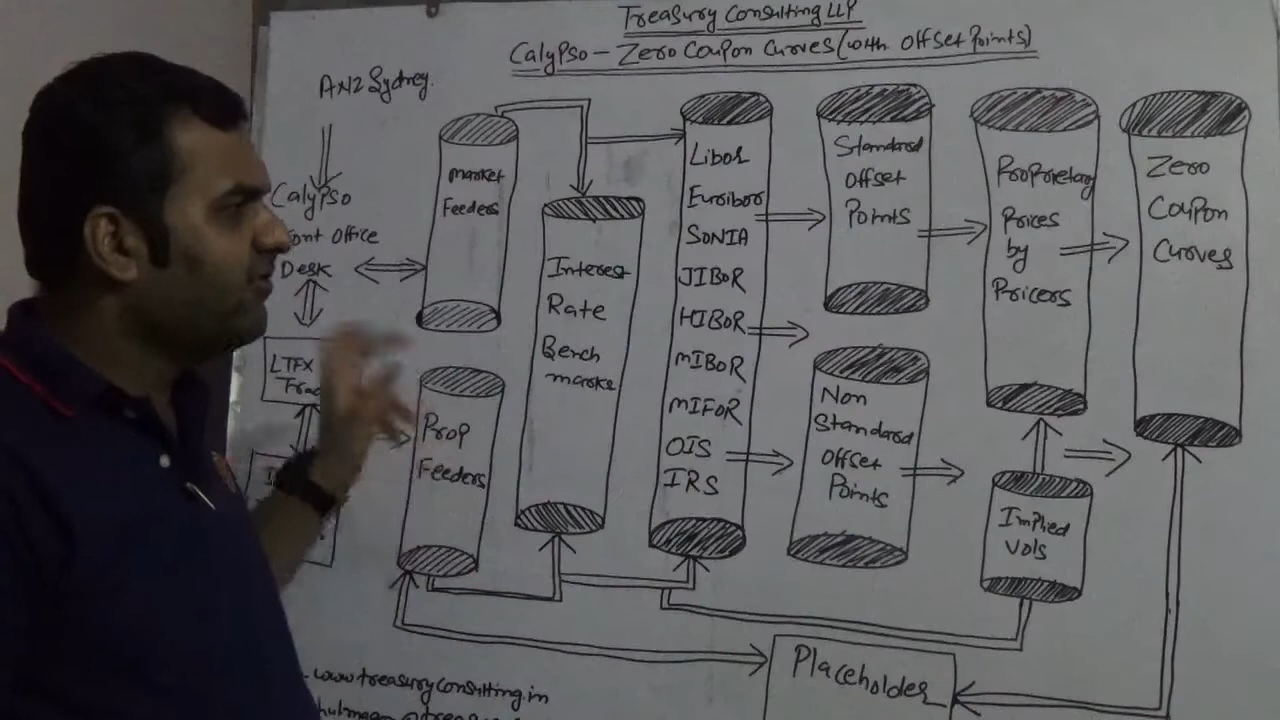 Treasury Consulting LLP
Calypso - Zero Coupon Curves (with Offset Points)
ANZ Sydney.
Calypso
Front Office
Desk
LTFX
Market
Feeders
Prop
Feeders
Interest
Rate
Bench
marks
Libor
Euribor
SONIA
JIBOR
HIBOR
MIBOR
MIFOR
OIS
IRS
Standard
Offset
Points
Non
Standard
Offset
Points
Proprietary
Prices
by
Pricers
Implied
Vols
Zero
Coupon
Curves
Placeholder
www.treasuryconsulting.in